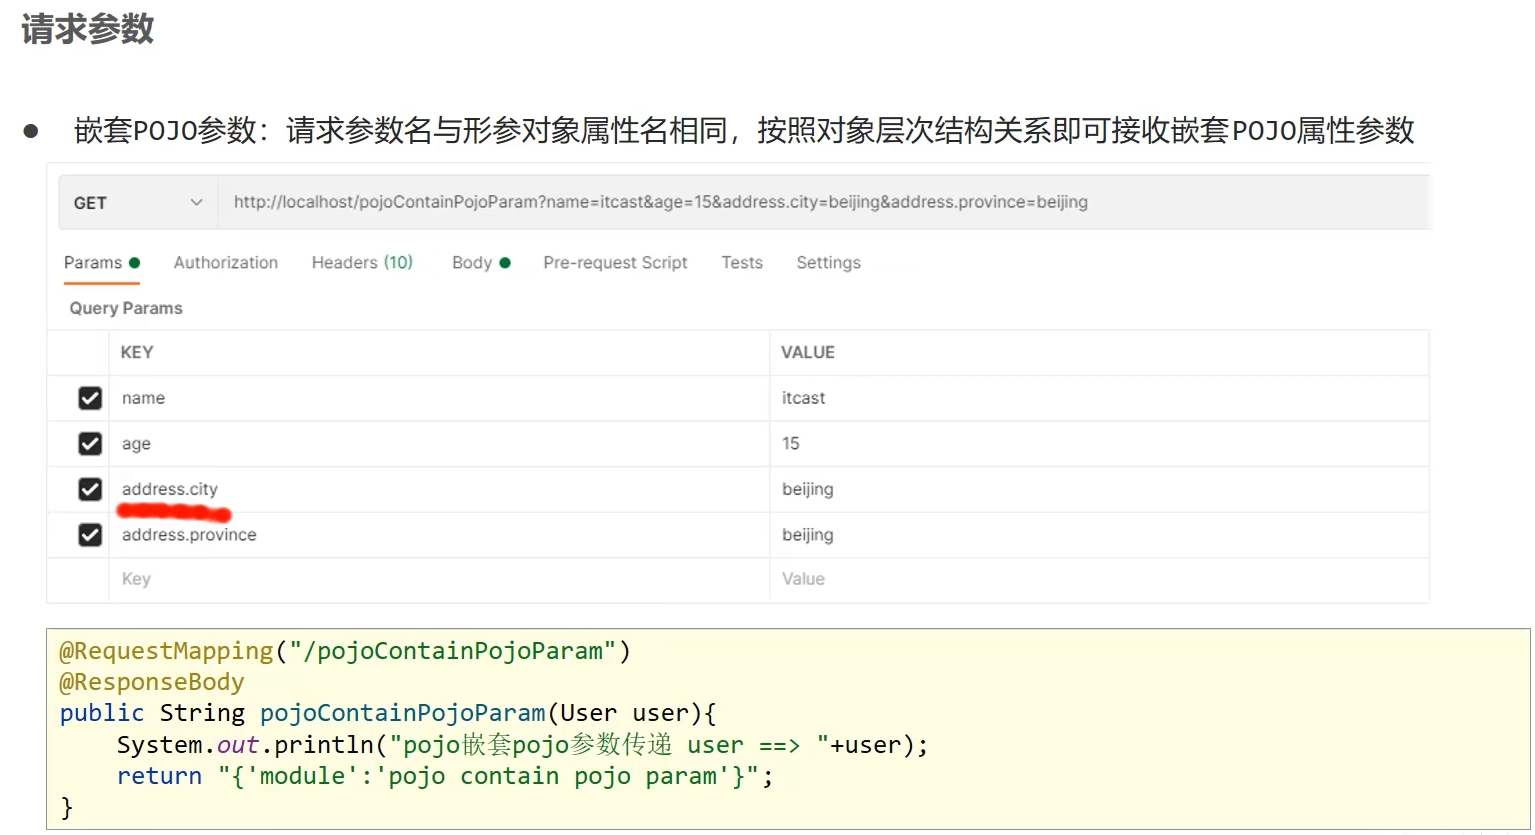 请求参数
● 嵌套POJO参数：请求参数名与形参对象属性名相同，按照对象层次结构关系即可接收嵌套POJO属性参数
GET http://localhost/pojoContainPojoParam?name=itcast&age=15&address.city=beijing&address.province=beijing
Params Authorization Headers (10) Body Pre-request Script Tests Settings
Query Params
KEY VALUE
name itcast
age 15
address.city beijing
address.province beijing
Key Value
@RequestMapping("/pojoContainPojoParam")
@ResponseBody
public String pojoContainPojoParam(User user){
    System.out.println("pojo嵌套pojo参数传递 user ==> "+user);
    return "{'module':'pojo contain pojo param'}";
}